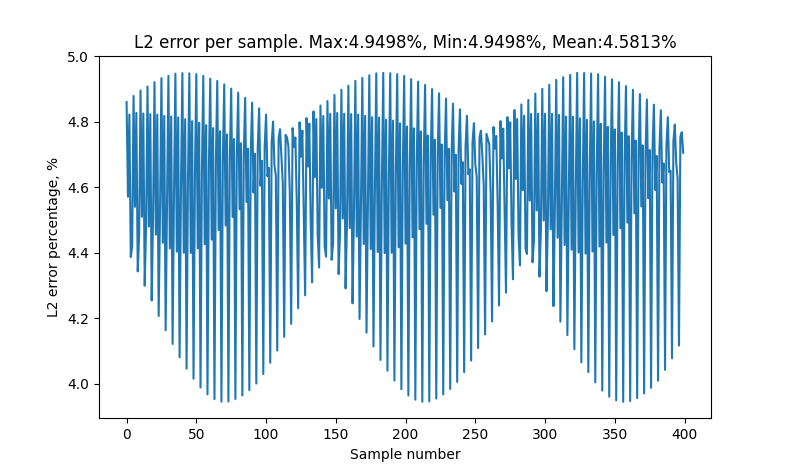 L2 error per sample. Max:4.9498%, Min:4.9498%, Mean:4.5813%
5.0
4.8
4.6
4.4
4.2
4.0
L2 error percentage, %
0 50 100 150 200 250 300 350 400
Sample number